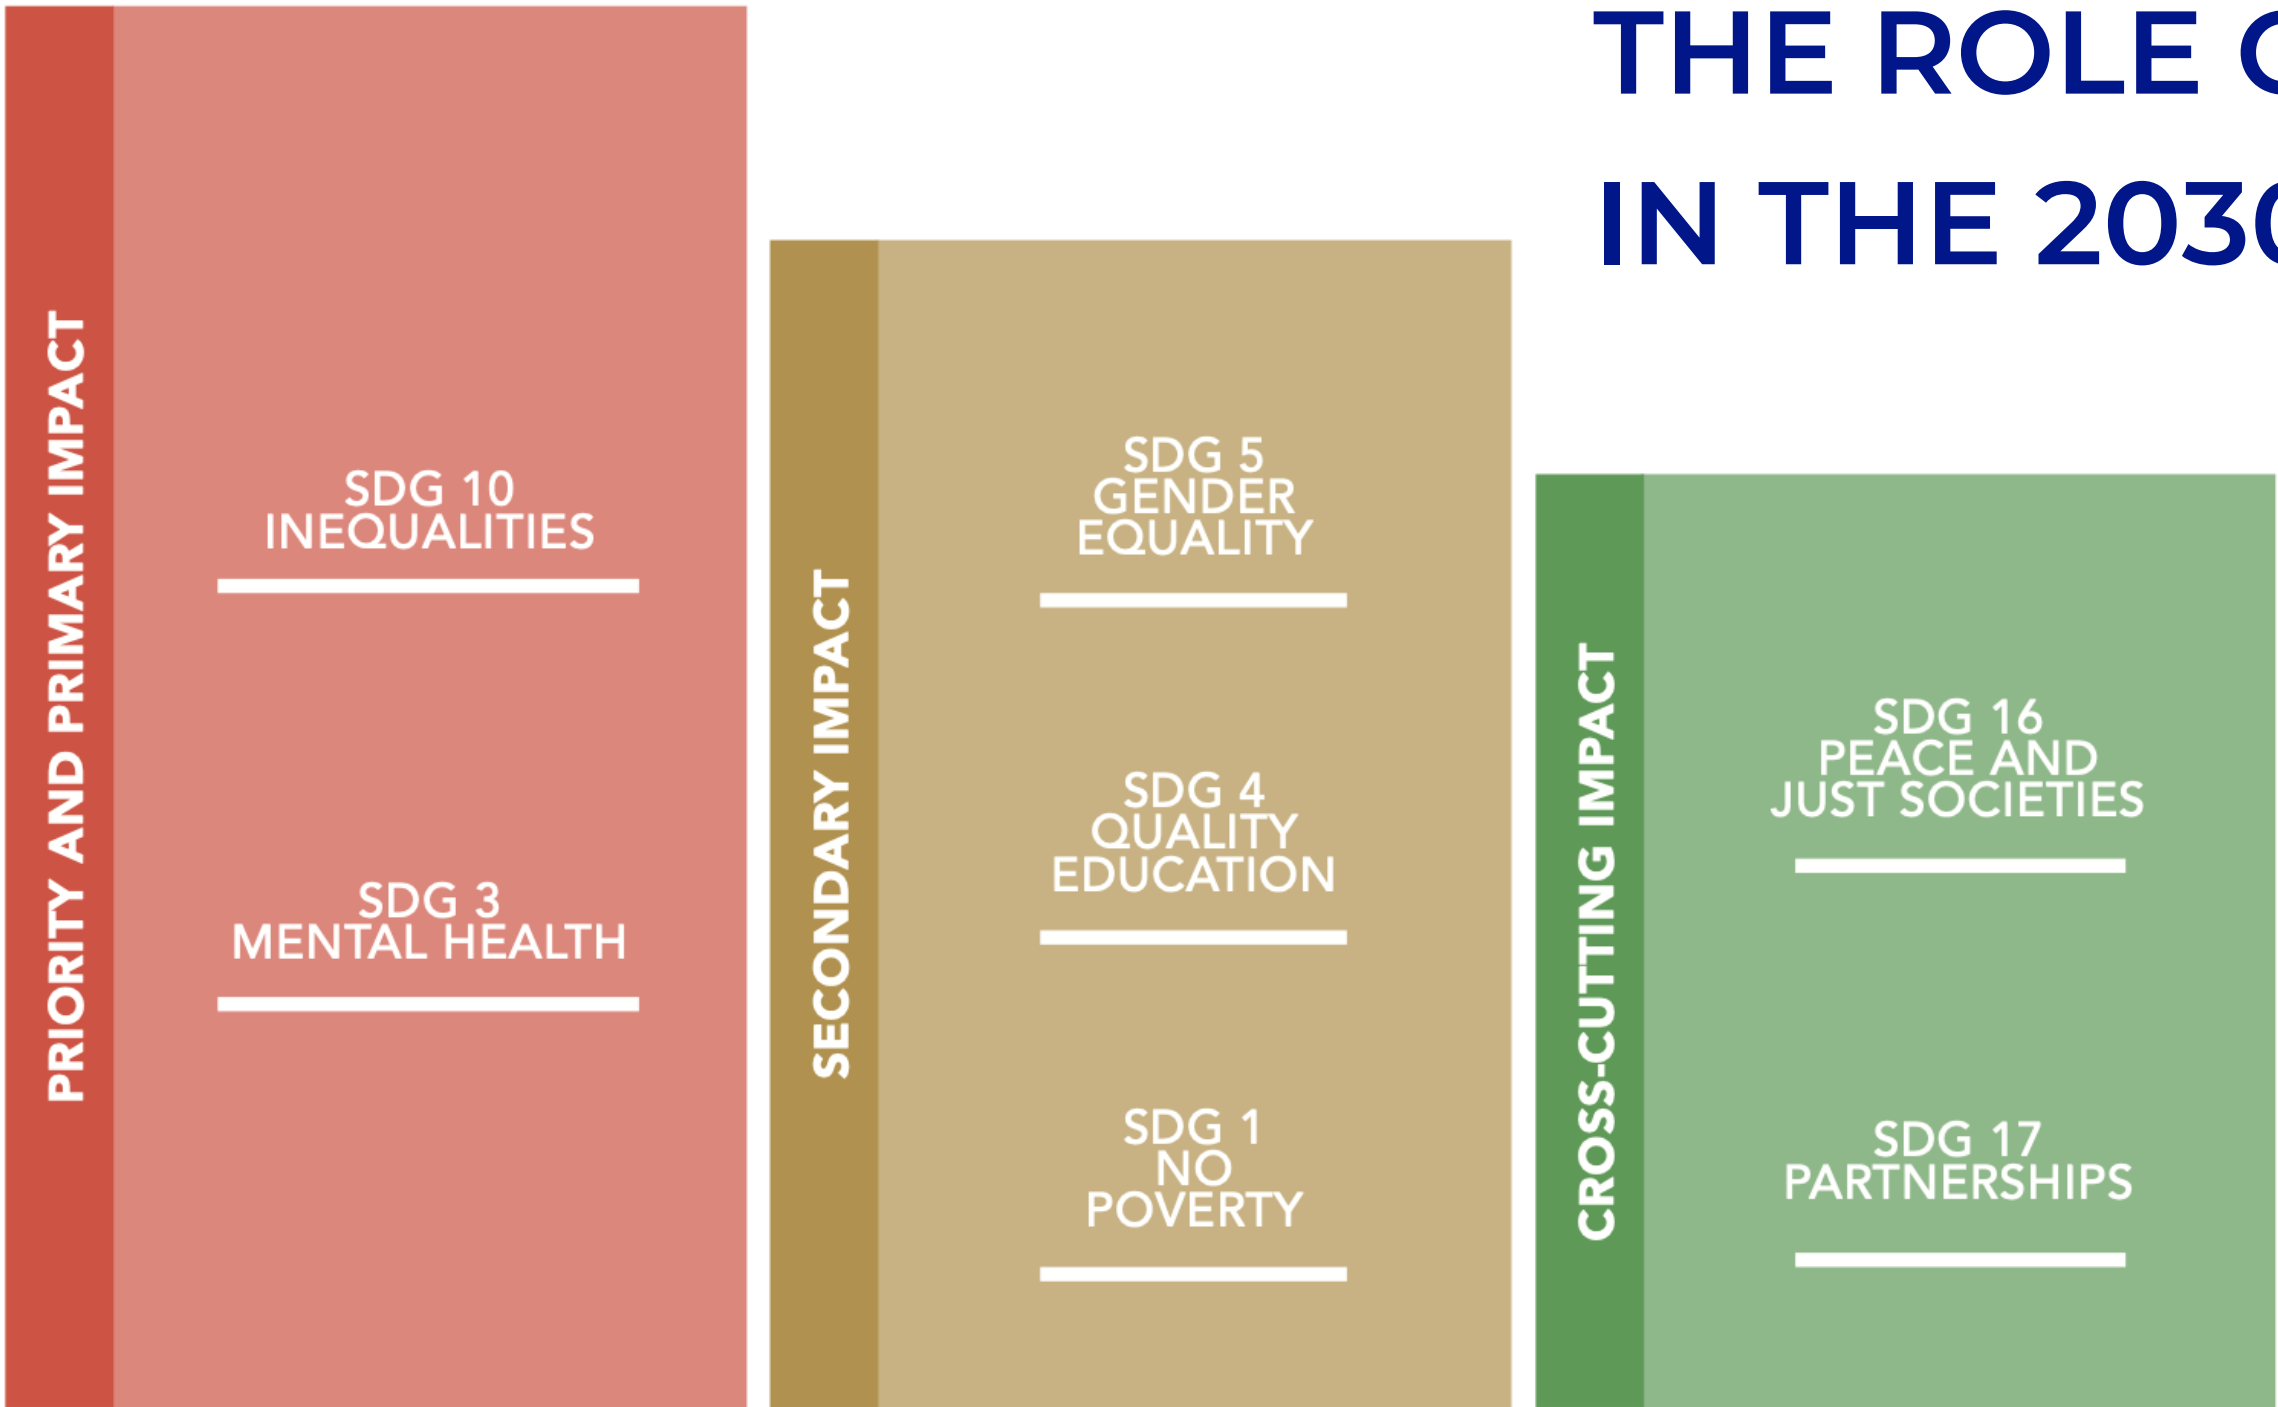 THE ROLE
IN THE 2030
PRIORITY AND PRIMARY IMPACT
SDG 10
INEQUALITIES
SDG 3
MENTAL HEALTH
SECONDARY IMPACT
SDG 5
GENDER
EQUALITY
SDG 4
QUALITY
EDUCATION
SDG 1
NO
POVERTY
CROSS-CUTTING IMPACT
SDG 16
PEACE AND
JUST SOCIETIES
SDG 17
PARTNERSHIPS